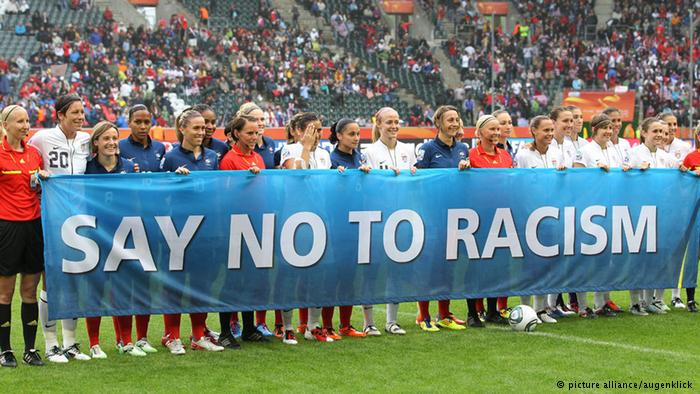 20
SAY NO TO RACISM
© picture alliance/augenklick